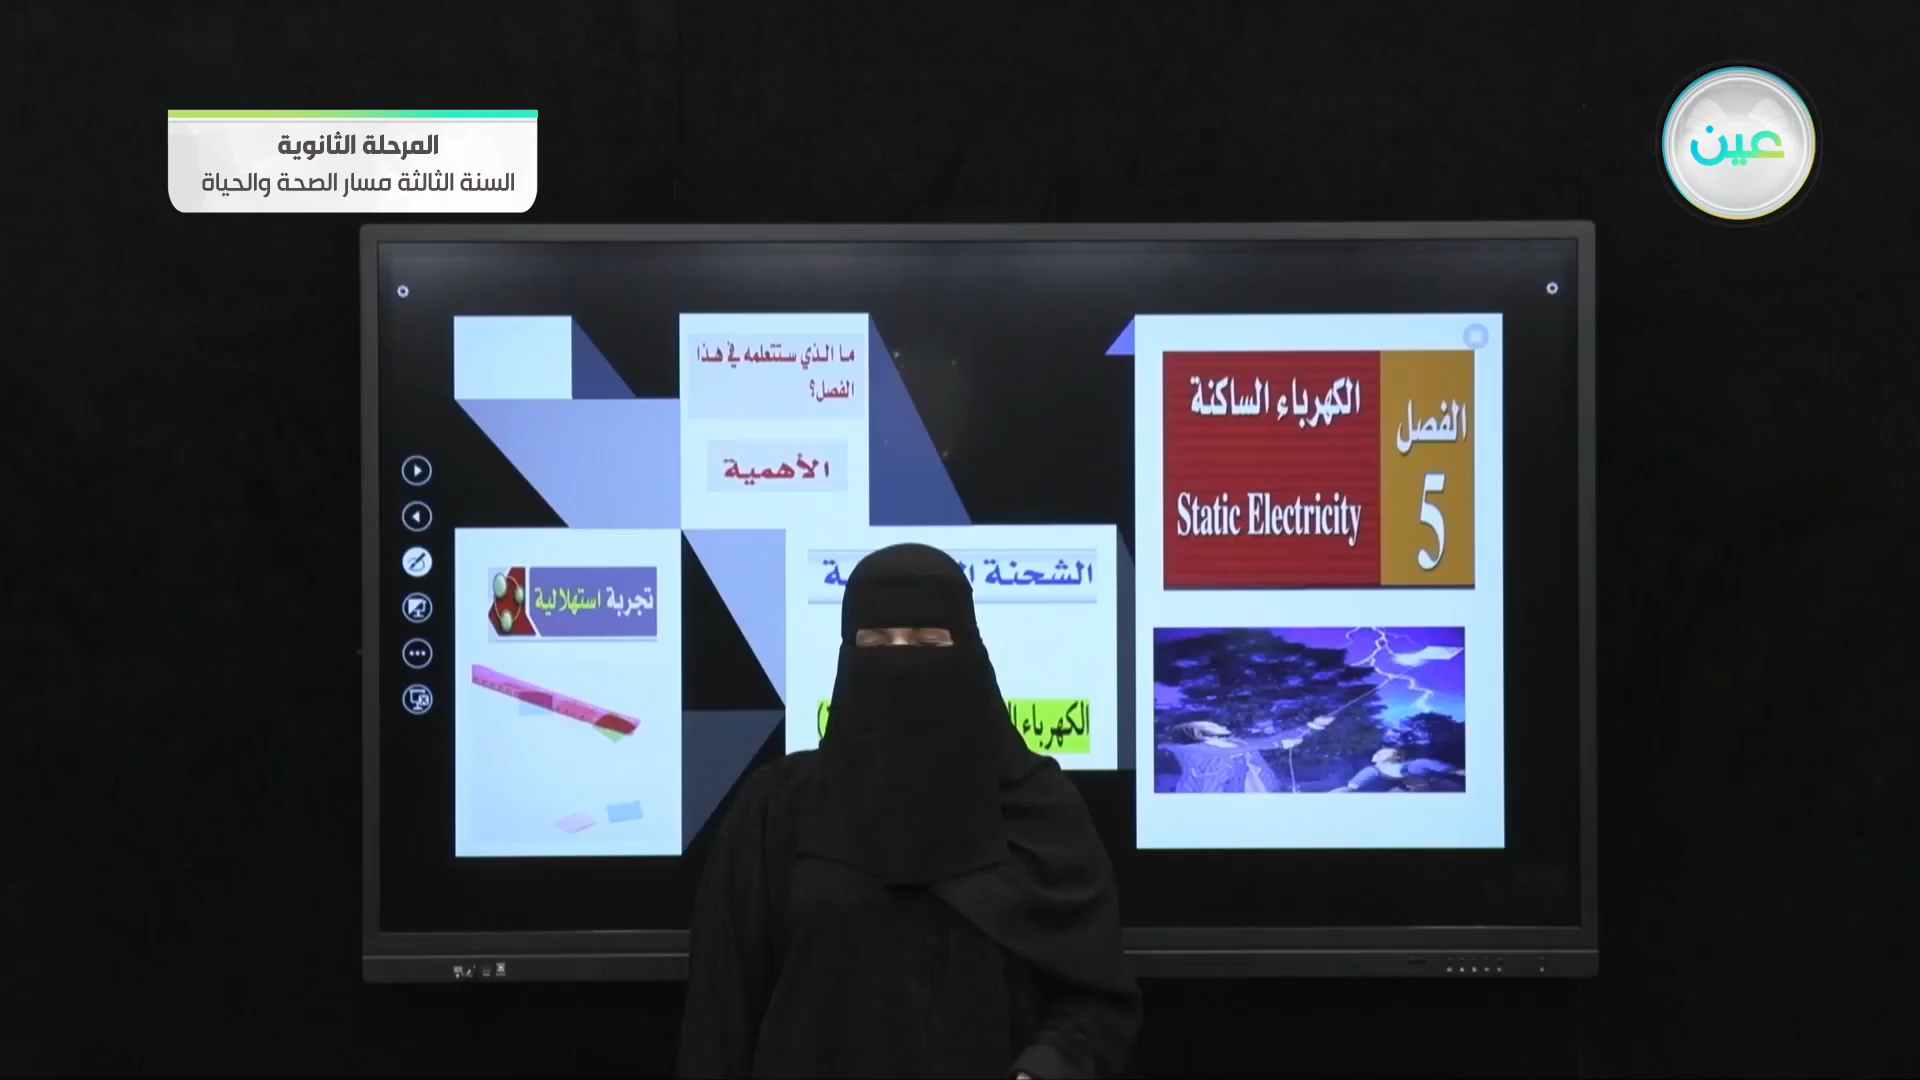 المرحلة الثانوية
السنة الثالثة مسار الصحة والحياة
عين
الفصل
5
الكهرباء الساكنة
Static Electricity
ما الذي ستتعلمه في هذا
الفصل؟
الأهمية
الشحنة
الكهرباء
تجربة استهلالية